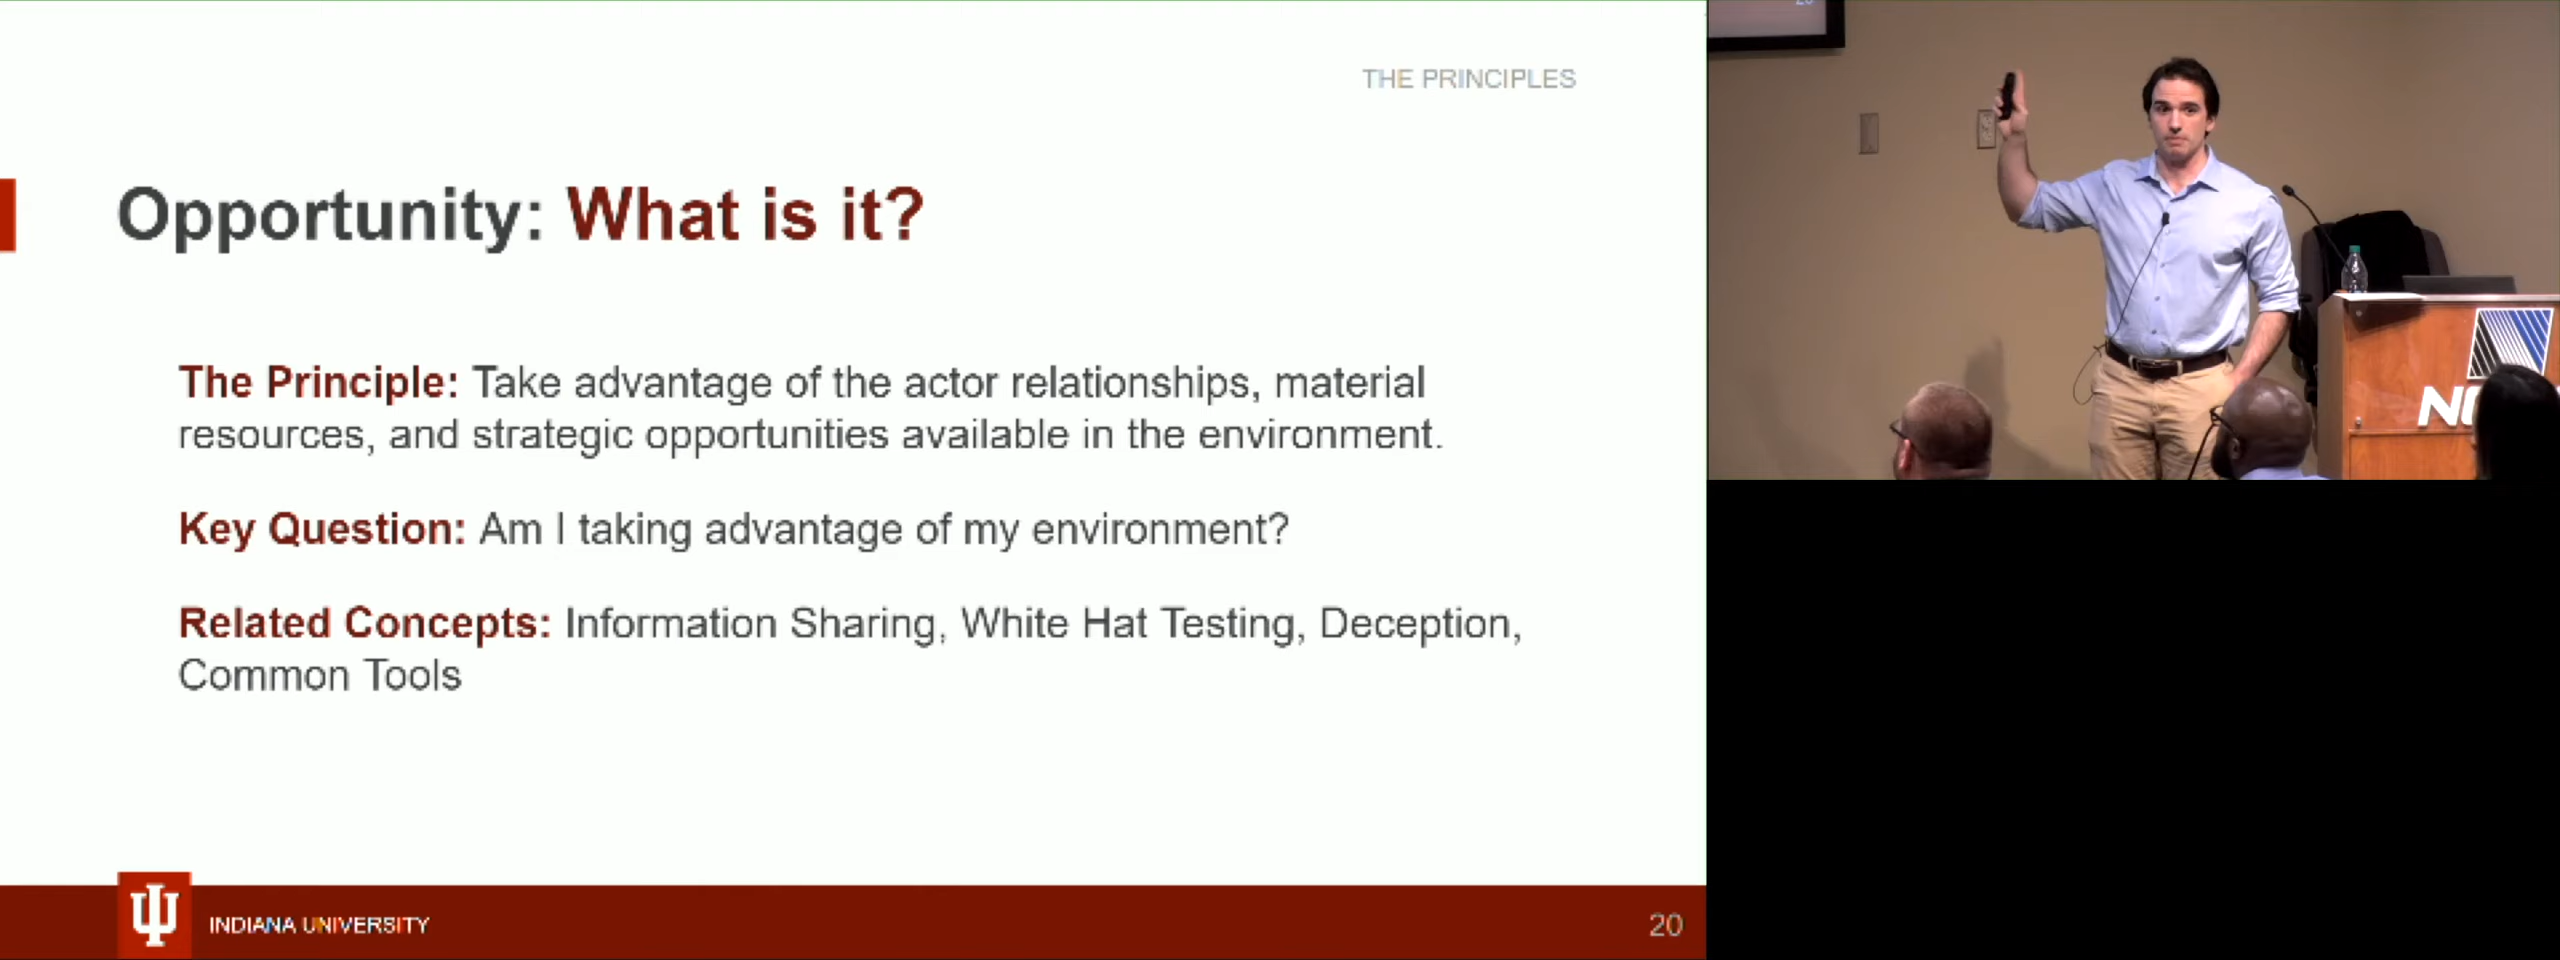 THE PRINCIPLES
Opportunity: What is it?
The Principle: Take advantage of the actor relationships, material
resources, and strategic opportunities available in the environment.
Key Question: Am I taking advantage of my environment?
Related Concepts: Information Sharing, White Hat Testing, Deception,
Common Tools
INDIANA UNIVERSITY
20